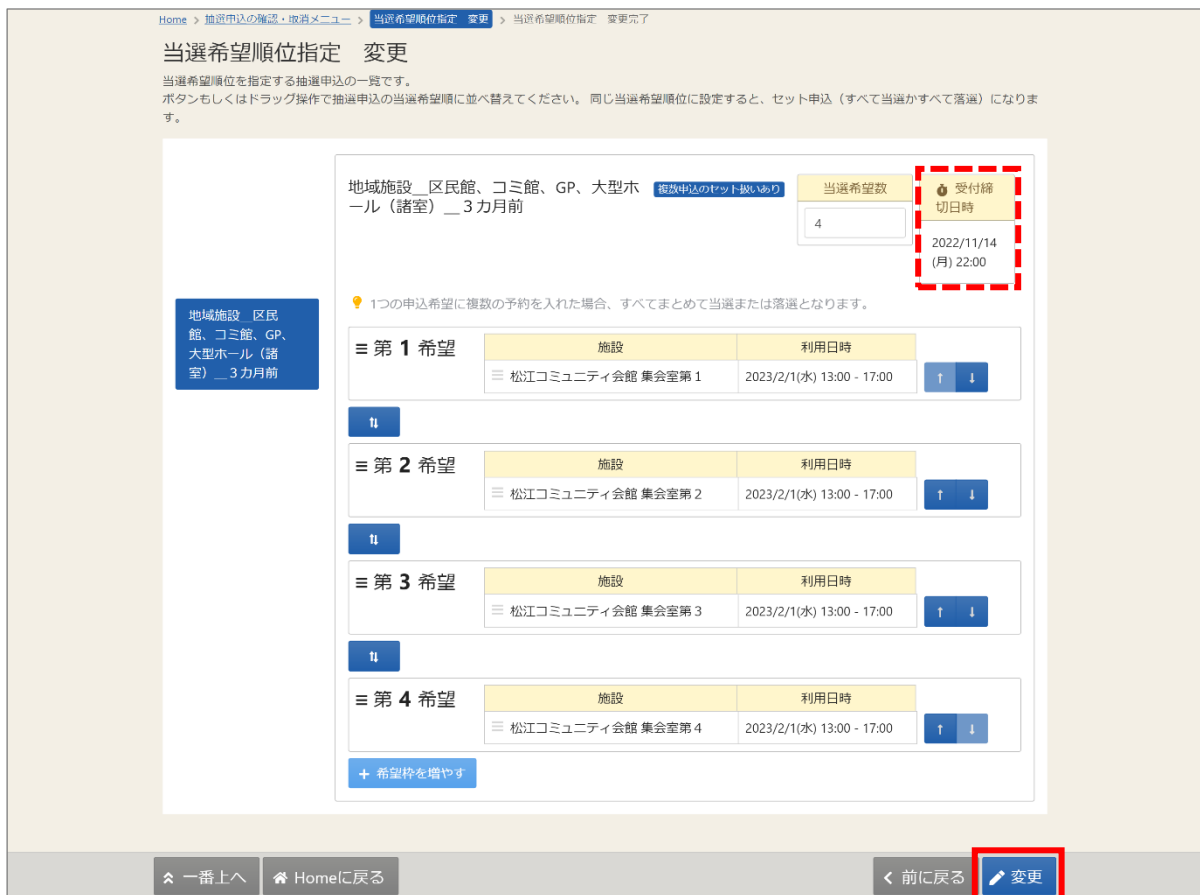 Home > 抽選申込の確認・取消メニュー > 当選希望順位指定　変更 > 当選希望順位指定　変更完了
当選希望順位指定　変更
当選希望順位を指定する抽選申込の一覧です。
ボタンもしくはドラッグ操作で抽選申込の当選希望順に並べ替えてください。 同じ当選希望順位に設定すると、セット申込（すべて当選かすべて落選）になりま
す。
地域施設__区民
館、コミ館、GP、
大型ホール（諸
室）__３カ月前
地域施設__区民館、コミ館、GP、大型ホ
ール（諸室）__３カ月前
複数申込のセット扱いあり
当選希望数
4
受付締
切日時
2022/11/14
(月) 22:00
1つの申込希望に複数の予約を入れた場合、すべてまとめて当選または落選となります。
第 1 希望
施設 利用日時
松江コミュニティ会館 集会室第１ 2023/2/1(水) 13:00 - 17:00 ↑ ↓
⇅
第 2 希望
施設 利用日時
松江コミュニティ会館 集会室第２ 2023/2/1(水) 13:00 - 17:00 ↑ ↓
⇅
第 3 希望
施設 利用日時
松江コミュニティ会館 集会室第３ 2023/2/1(水) 13:00 - 17:00 ↑ ↓
⇅
第 4 希望
施設 利用日時
松江コミュニティ会館 集会室第４ 2023/2/1(水) 13:00 - 17:00 ↑ ↓
+ 希望枠を増やす
一番上へ Homeに戻る 前に戻る 変更